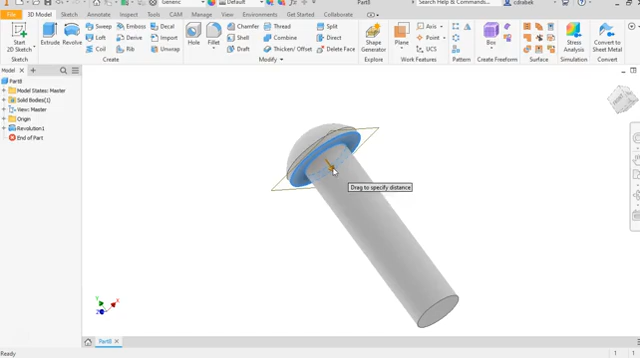 Generic Default Part8 Search Help & Commands... cdrabek
File 3D Model Sketch Annotate Inspect Tools CAM Manage View Environments Get Started Collaborate
Start 2D Sketch Extrude Revolve Sweep Emboss Decal Hole Fillet Chamfer Thread Split Shape Generator Plane Axis Box Stress Analysis Convert to Sheet Metal
Loft Derive Import Shell Combine Direct Point
Coil Rib Unwrap Draft Thicken/ Offset Delete Face UCS
Sketch Create Modify Explore Work Features Create Freeform Surface Simulation Convert
Model
Part8
Model States: Master
Solid Bodies(1)
View: Master
Origin
Revolution1
End of Part
Drag to specify distance
Y X Z
Part8
Ready
1 1